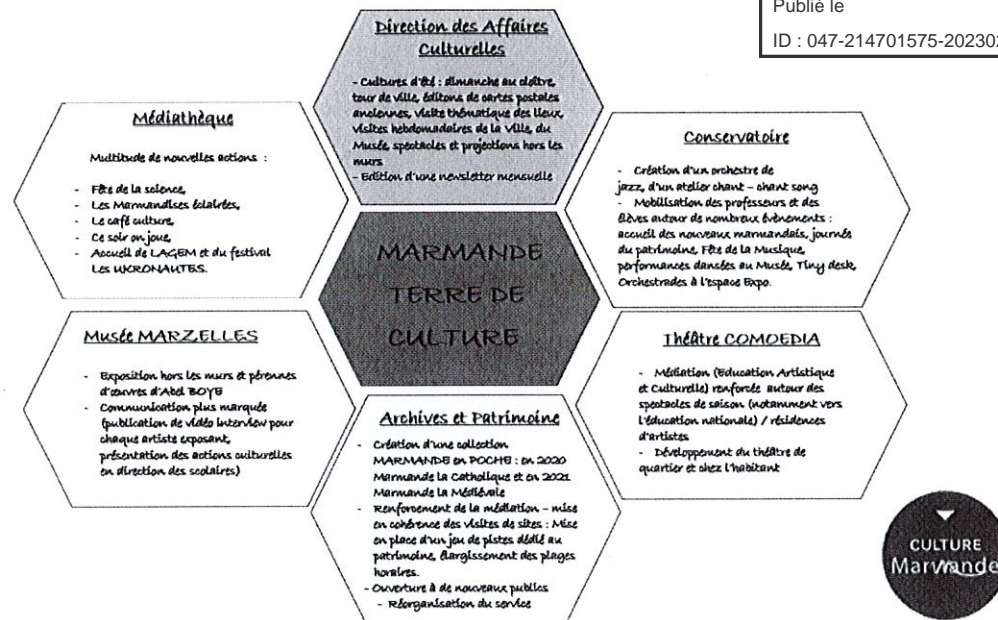 Publié le
ID : 047-214701575-202302
Direction des Affaires
Culturelles
- Cultures d'été : dimanche au cloître,
tour de ville, éditons de cartes postales
anciennes, visite thématique des lieux,
visites hebdomadaires de la ville, du
Musée, spectacles et projections hors les
murs
- Edition d'une newsletter mensuelle
Médiathèque
Multitude de nouvelles actions :
- Fête de la science,
- Les Marmandises éclairées,
- Le café culture,
- Ce soir on joue,
- Accueil de LAGEM et du festival
Les UKRONAUTES.
Conservatoire
- Création d'un orchestre de
jazz, d'un atelier chant – chant song
- Mobilisation des professeurs et des
élèves autour de nombreux évènements :
accueil des nouveaux marmandais, journés
du patrimoine, Fête de la Musique,
performances dansées au Musée, Tiny desk,
Orchestrades à l'espace Expo.
MARMANDE
TERRE DE
CULTURE
Musée MARZELLES
- Exposition hors les murs et pérennes
d'œuvres d'Abel BOYE
- Communication plus marquée
(publication de vidéo interview pour
chaque artiste exposant,
présentation des actions culturelles
en direction des scolaires)
Théâtre COMOEDIA
- Médiation (Education Artistique
et Culturelle) renforcée autour des
spectacles de saison (notamment vers
l'éducation nationale) / résidences
d'artistes
- Développement du théâtre de
quartier et chez l'habitant
Archives et Patrimoine
- Création d'une collection
MARMANDE en POCHE : en 2020
Marmande la Catholique et en 2021
Marmande la Médiévale
- Renforcement de la médiation – mise
en cohérence des visites de sites : Mise
en place d'un jeu de pistes dédié au
patrimoine, élargissement des plages
horaires.
- Ouverture à de nouveaux publics
- Réorganisation du service
CULTURE
Marmande